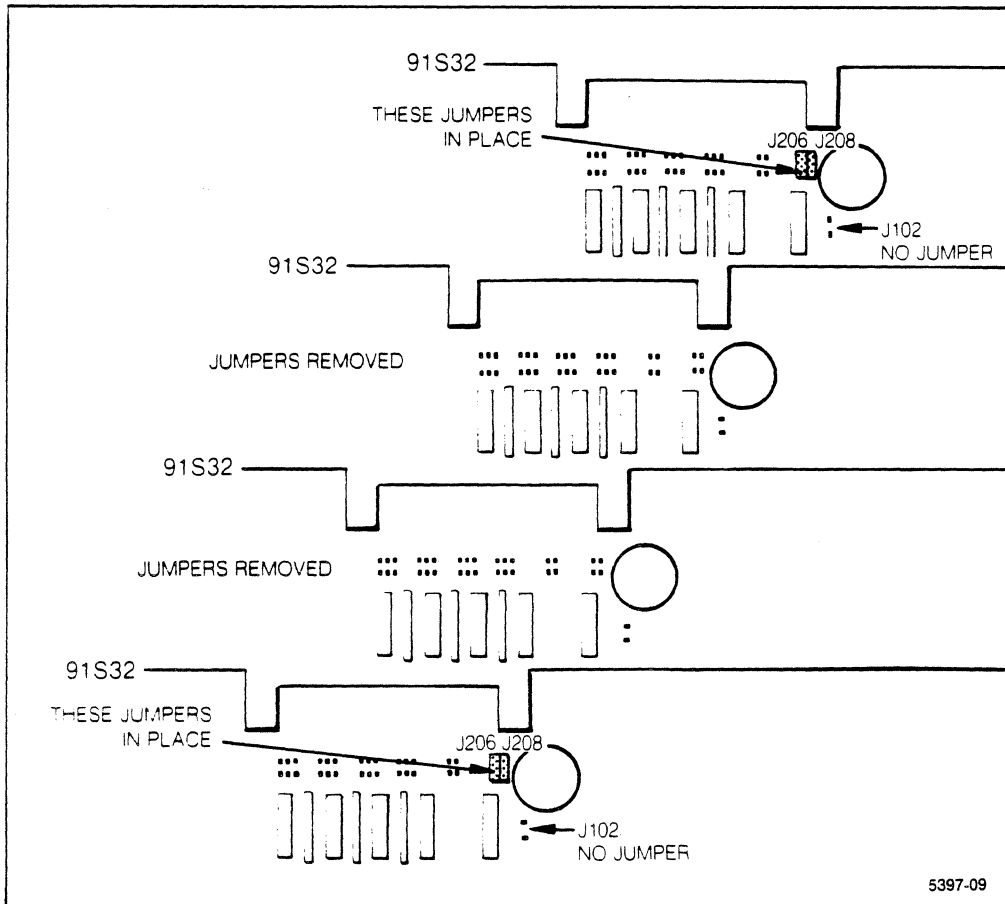 91S32
THESE JUMPERS
IN PLACE
J206 J208
J102
NO JUMPER
91S32
JUMPERS REMOVED
91S32
JUMPERS REMOVED
91S32
THESE JUMPERS
IN PLACE
J206 J208
J102
NO JUMPER
5397-09